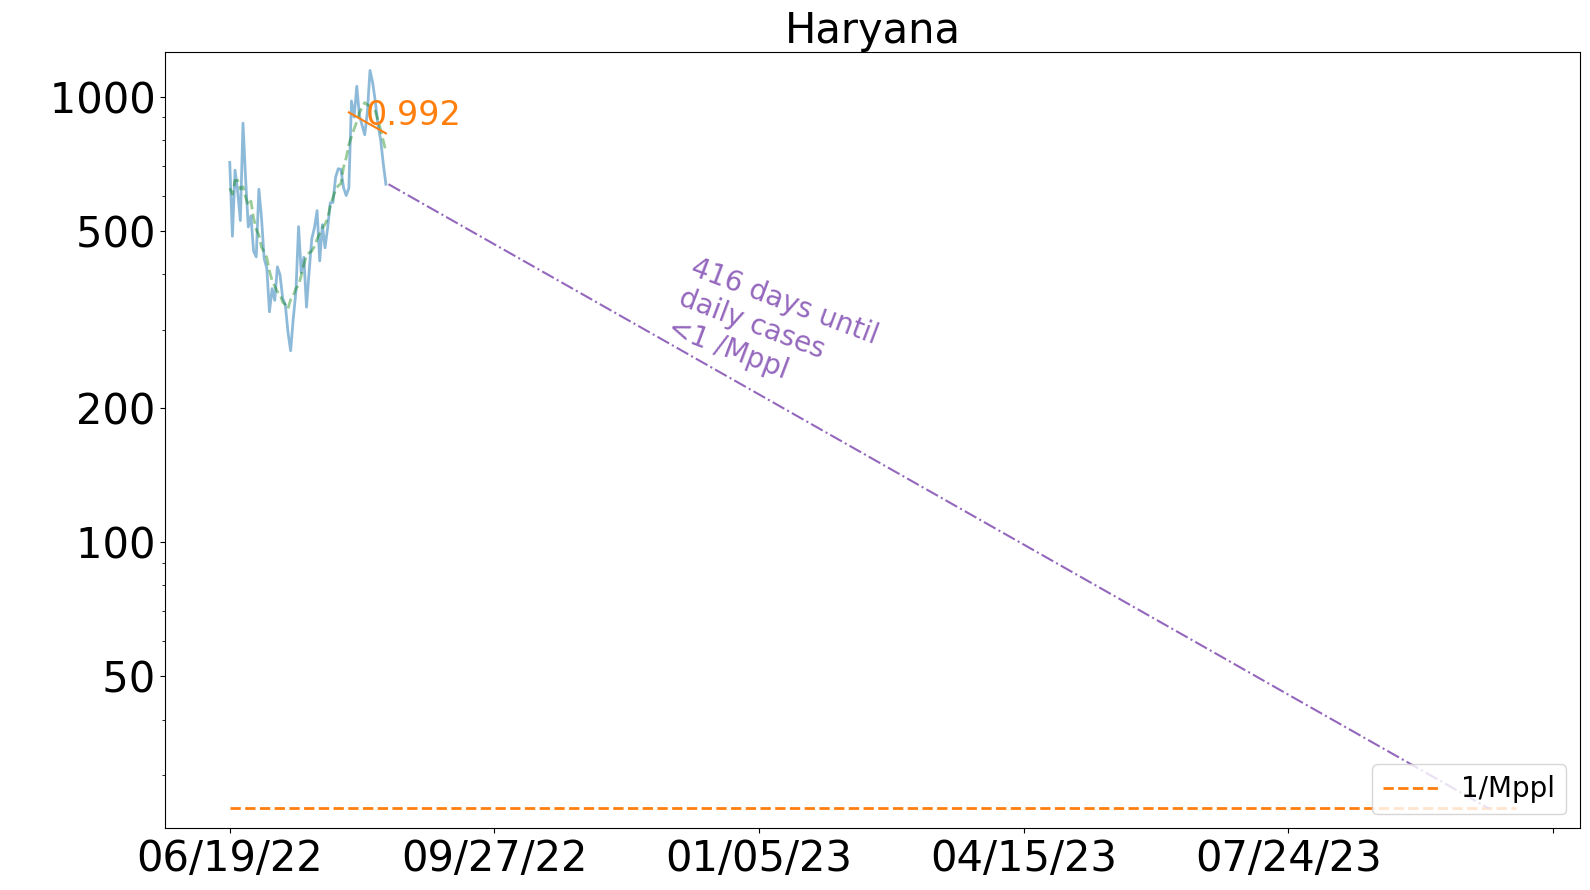 Haryana
1000
500
200
100
50
0.992
416 days until
daily cases
<1 /Mppl
1/Mppl
06/19/22
09/27/22
01/05/23
04/15/23
07/24/23